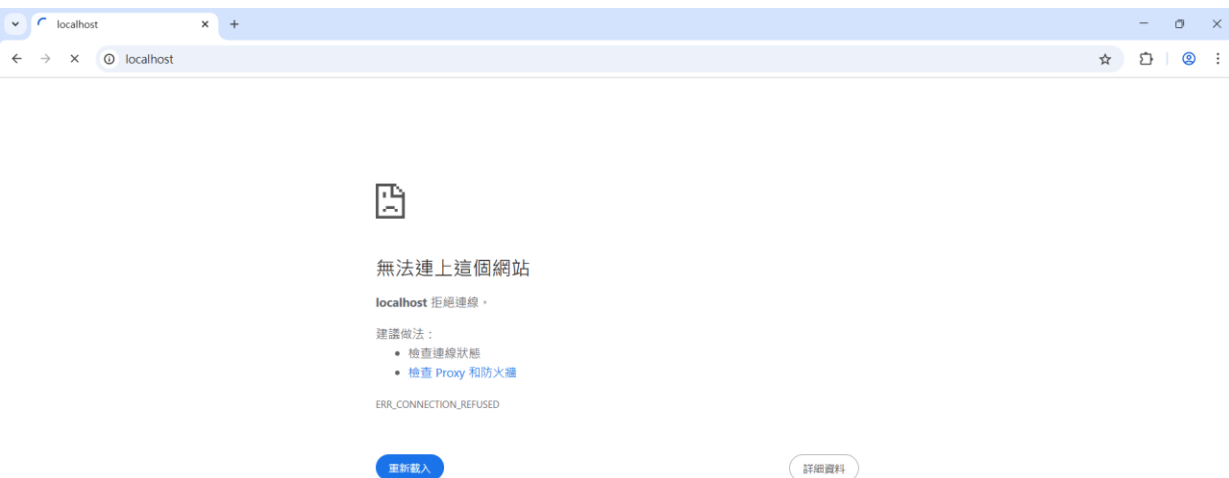 localhost
localhost
無法連上這個網站
localhost 拒絕連線。
建議做法：
檢查連線狀態
檢查 Proxy 和防火牆
ERR_CONNECTION_REFUSED
重新載入
詳細資料